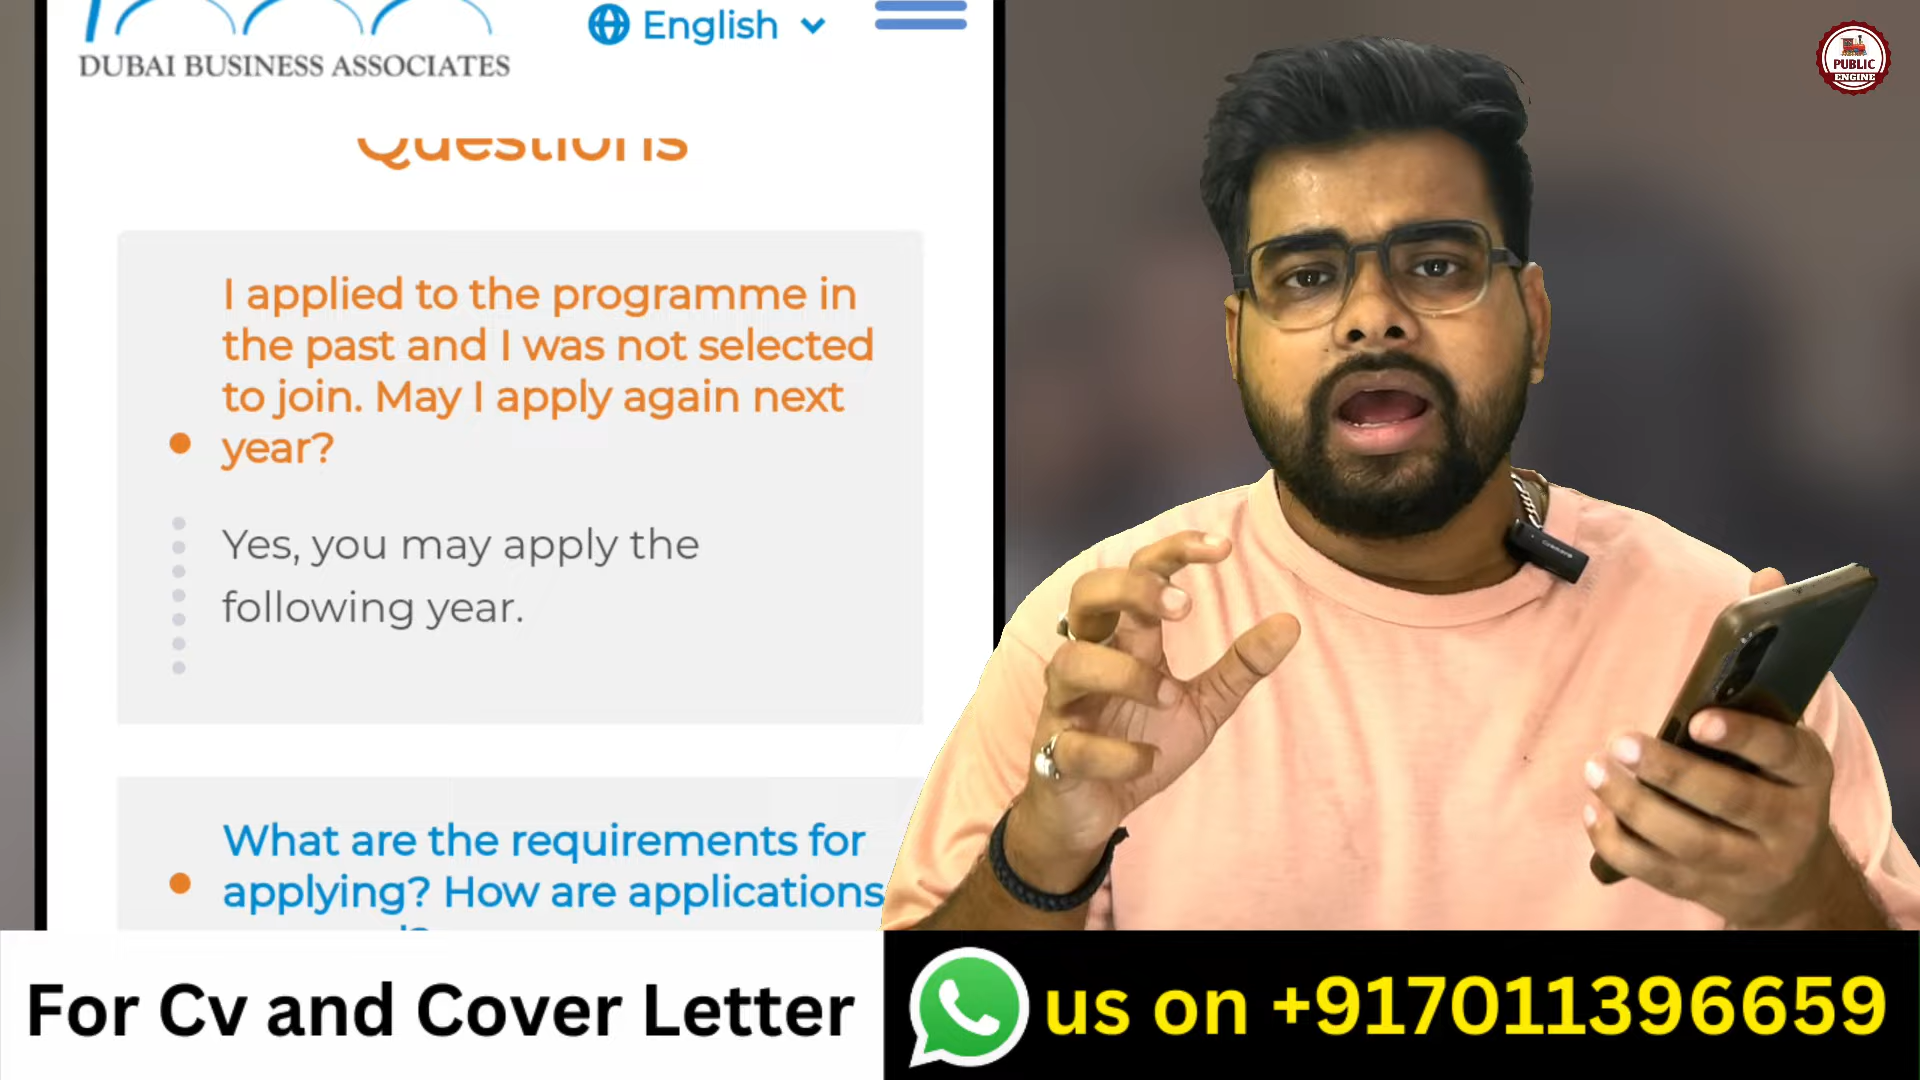 DUBAI BUSINESS ASSOCIATES
English
Questions
I applied to the programme in
the past and I was not selected
to join. May I apply again next
year?
Yes, you may apply the
following year.
What are the requirements for
applying? How are applications
For Cv and Cover Letter
us on +917011396659
PUBLIC
ENGINE